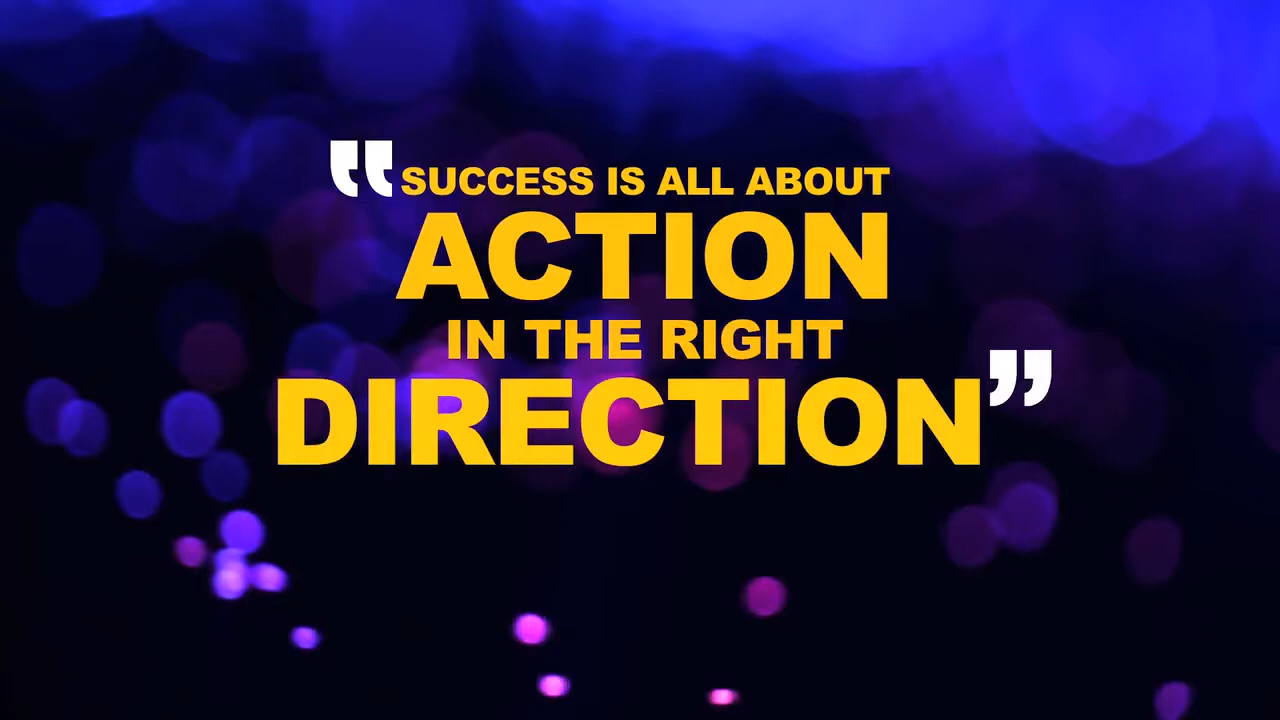 “SUCCESS IS ALL ABOUT
ACTION
IN THE RIGHT
DIRECTION”